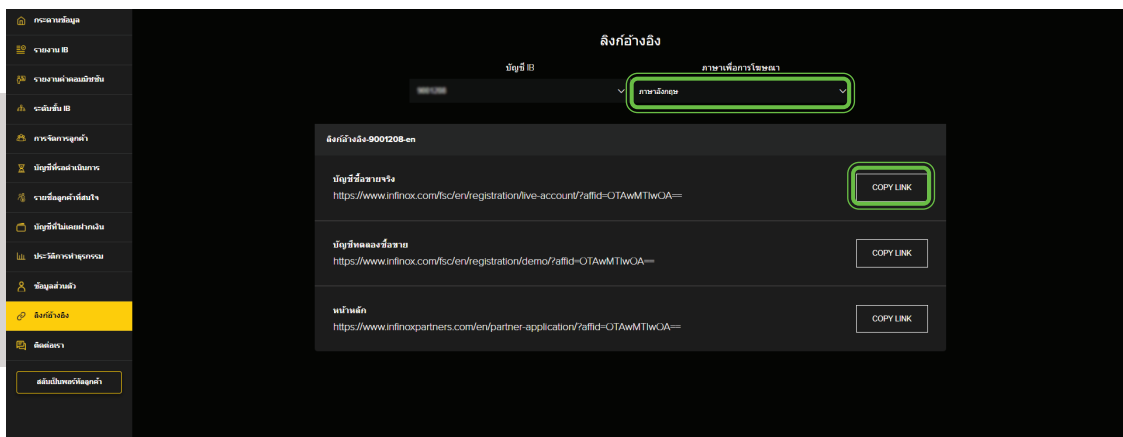 กระดานข้อมูล
รายงาน IB
รายงานค่าคอมมิชชั่น
ระดับชั้น IB
การจัดการลูกค้า
บัญชีที่รอดำเนินการ
รายชื่อลูกค้าที่สนใจ
บัญชีที่ไม่เคยฝากเงิน
ประวัติการทำธุรกรรม
ข้อมูลส่วนตัว
ลิงก์อ้างอิง
ติดต่อเรา
สลับเป็นพอร์ทัลลูกค้า
ลิงก์อ้างอิง
บัญชี IB
ภาษาเพื่อการโฆษณา
9001208
ภาษาอังกฤษ
ลิงก์อ้างอิง-9001208-en
บัญชีซื้อขายจริง
https://www.infinox.com/fsc/en/registration/live-account/?affid=OTAwMTIwOA==
COPY LINK
บัญชีทดลองซื้อขาย
https://www.infinox.com/fsc/en/registration/demo/?affid=OTAwMTIwOA==
COPY LINK
หน้าหลัก
https://www.infinoxpartners.com/en/partner-application/?affid=OTAwMTIwOA==
COPY LINK